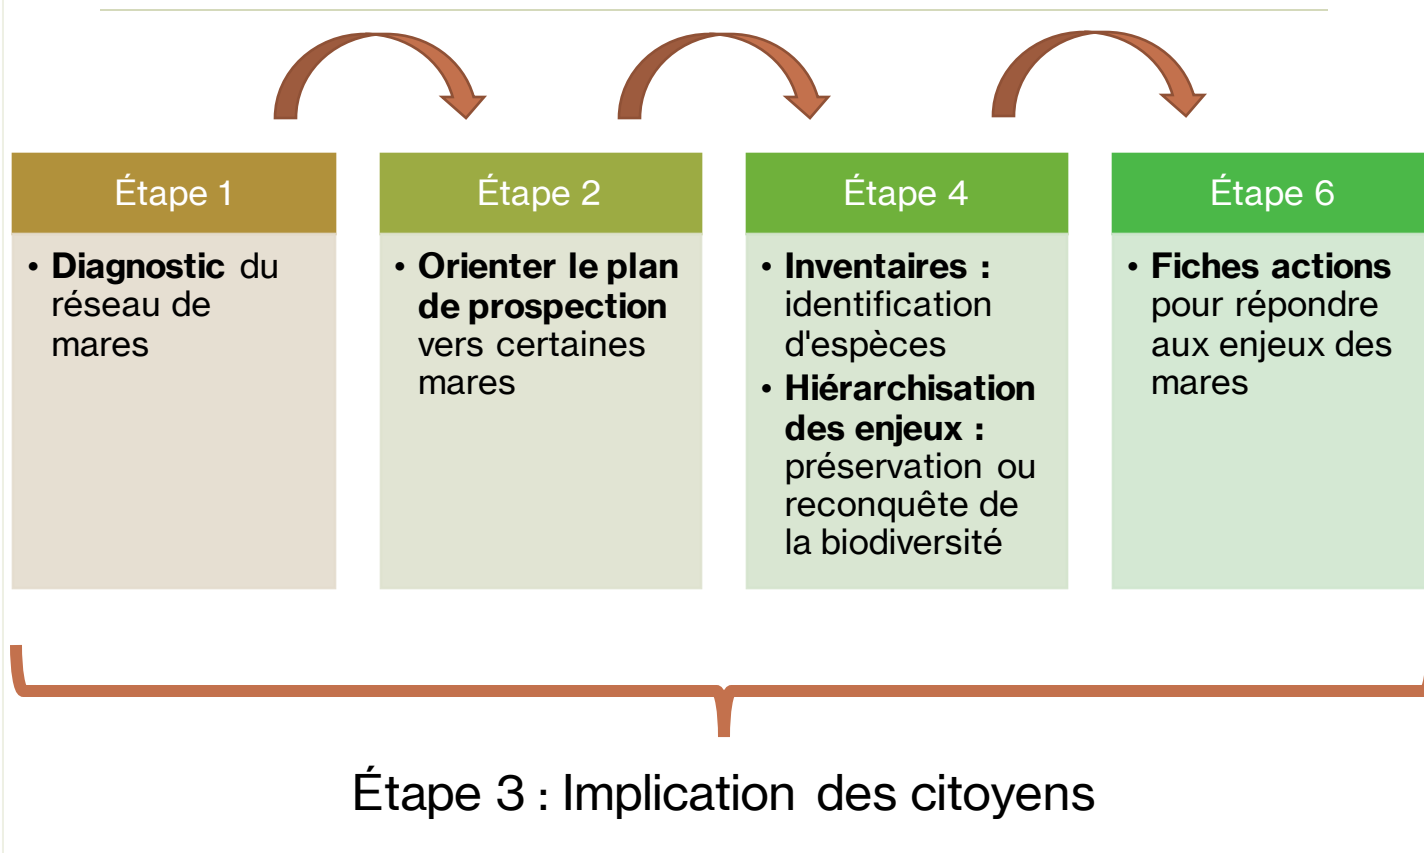 Étape 1
• Diagnostic du
réseau de
mares
Étape 2
• Orienter le plan
de prospection
vers certaines
mares
Étape 4
• Inventaires :
identification
d'espèces
• Hiérarchisation
des enjeux :
préservation ou
reconquête de
la biodiversité
Étape 6
• Fiches actions
pour répondre
aux enjeux des
mares
Étape 3 : Implication des citoyens